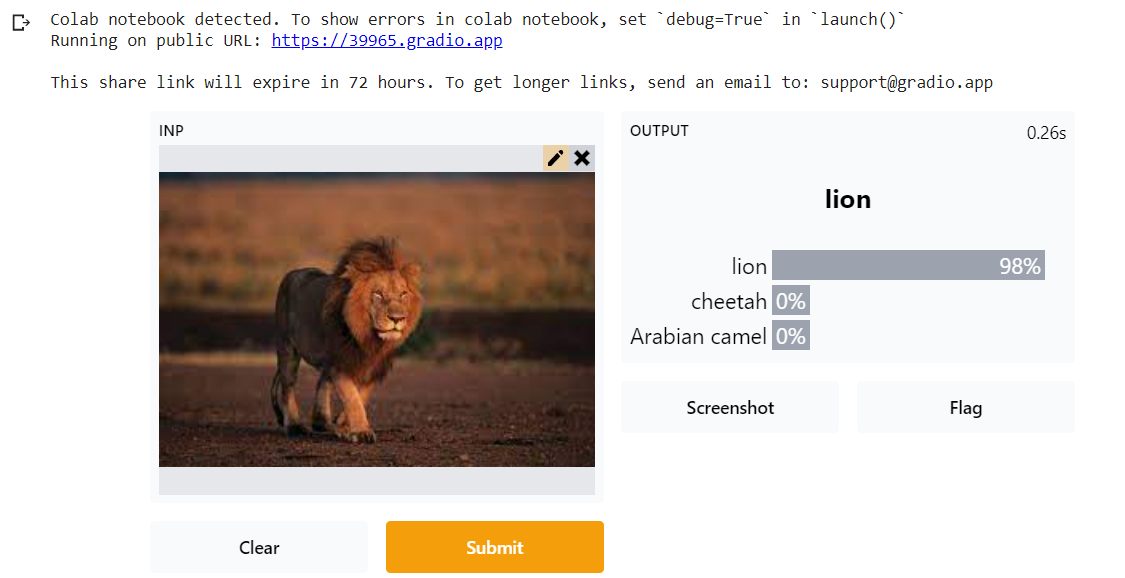 Colab notebook detected. To show errors in colab notebook, set `debug=True` in `launch()`
Running on public URL: https://39965.gradio.app
This share link will expire in 72 hours. To get longer links, send an email to: support@gradio.app
INP
OUTPUT
0.26s
lion
lion 98%
cheetah 0%
Arabian camel 0%
Screenshot
Flag
Clear
Submit